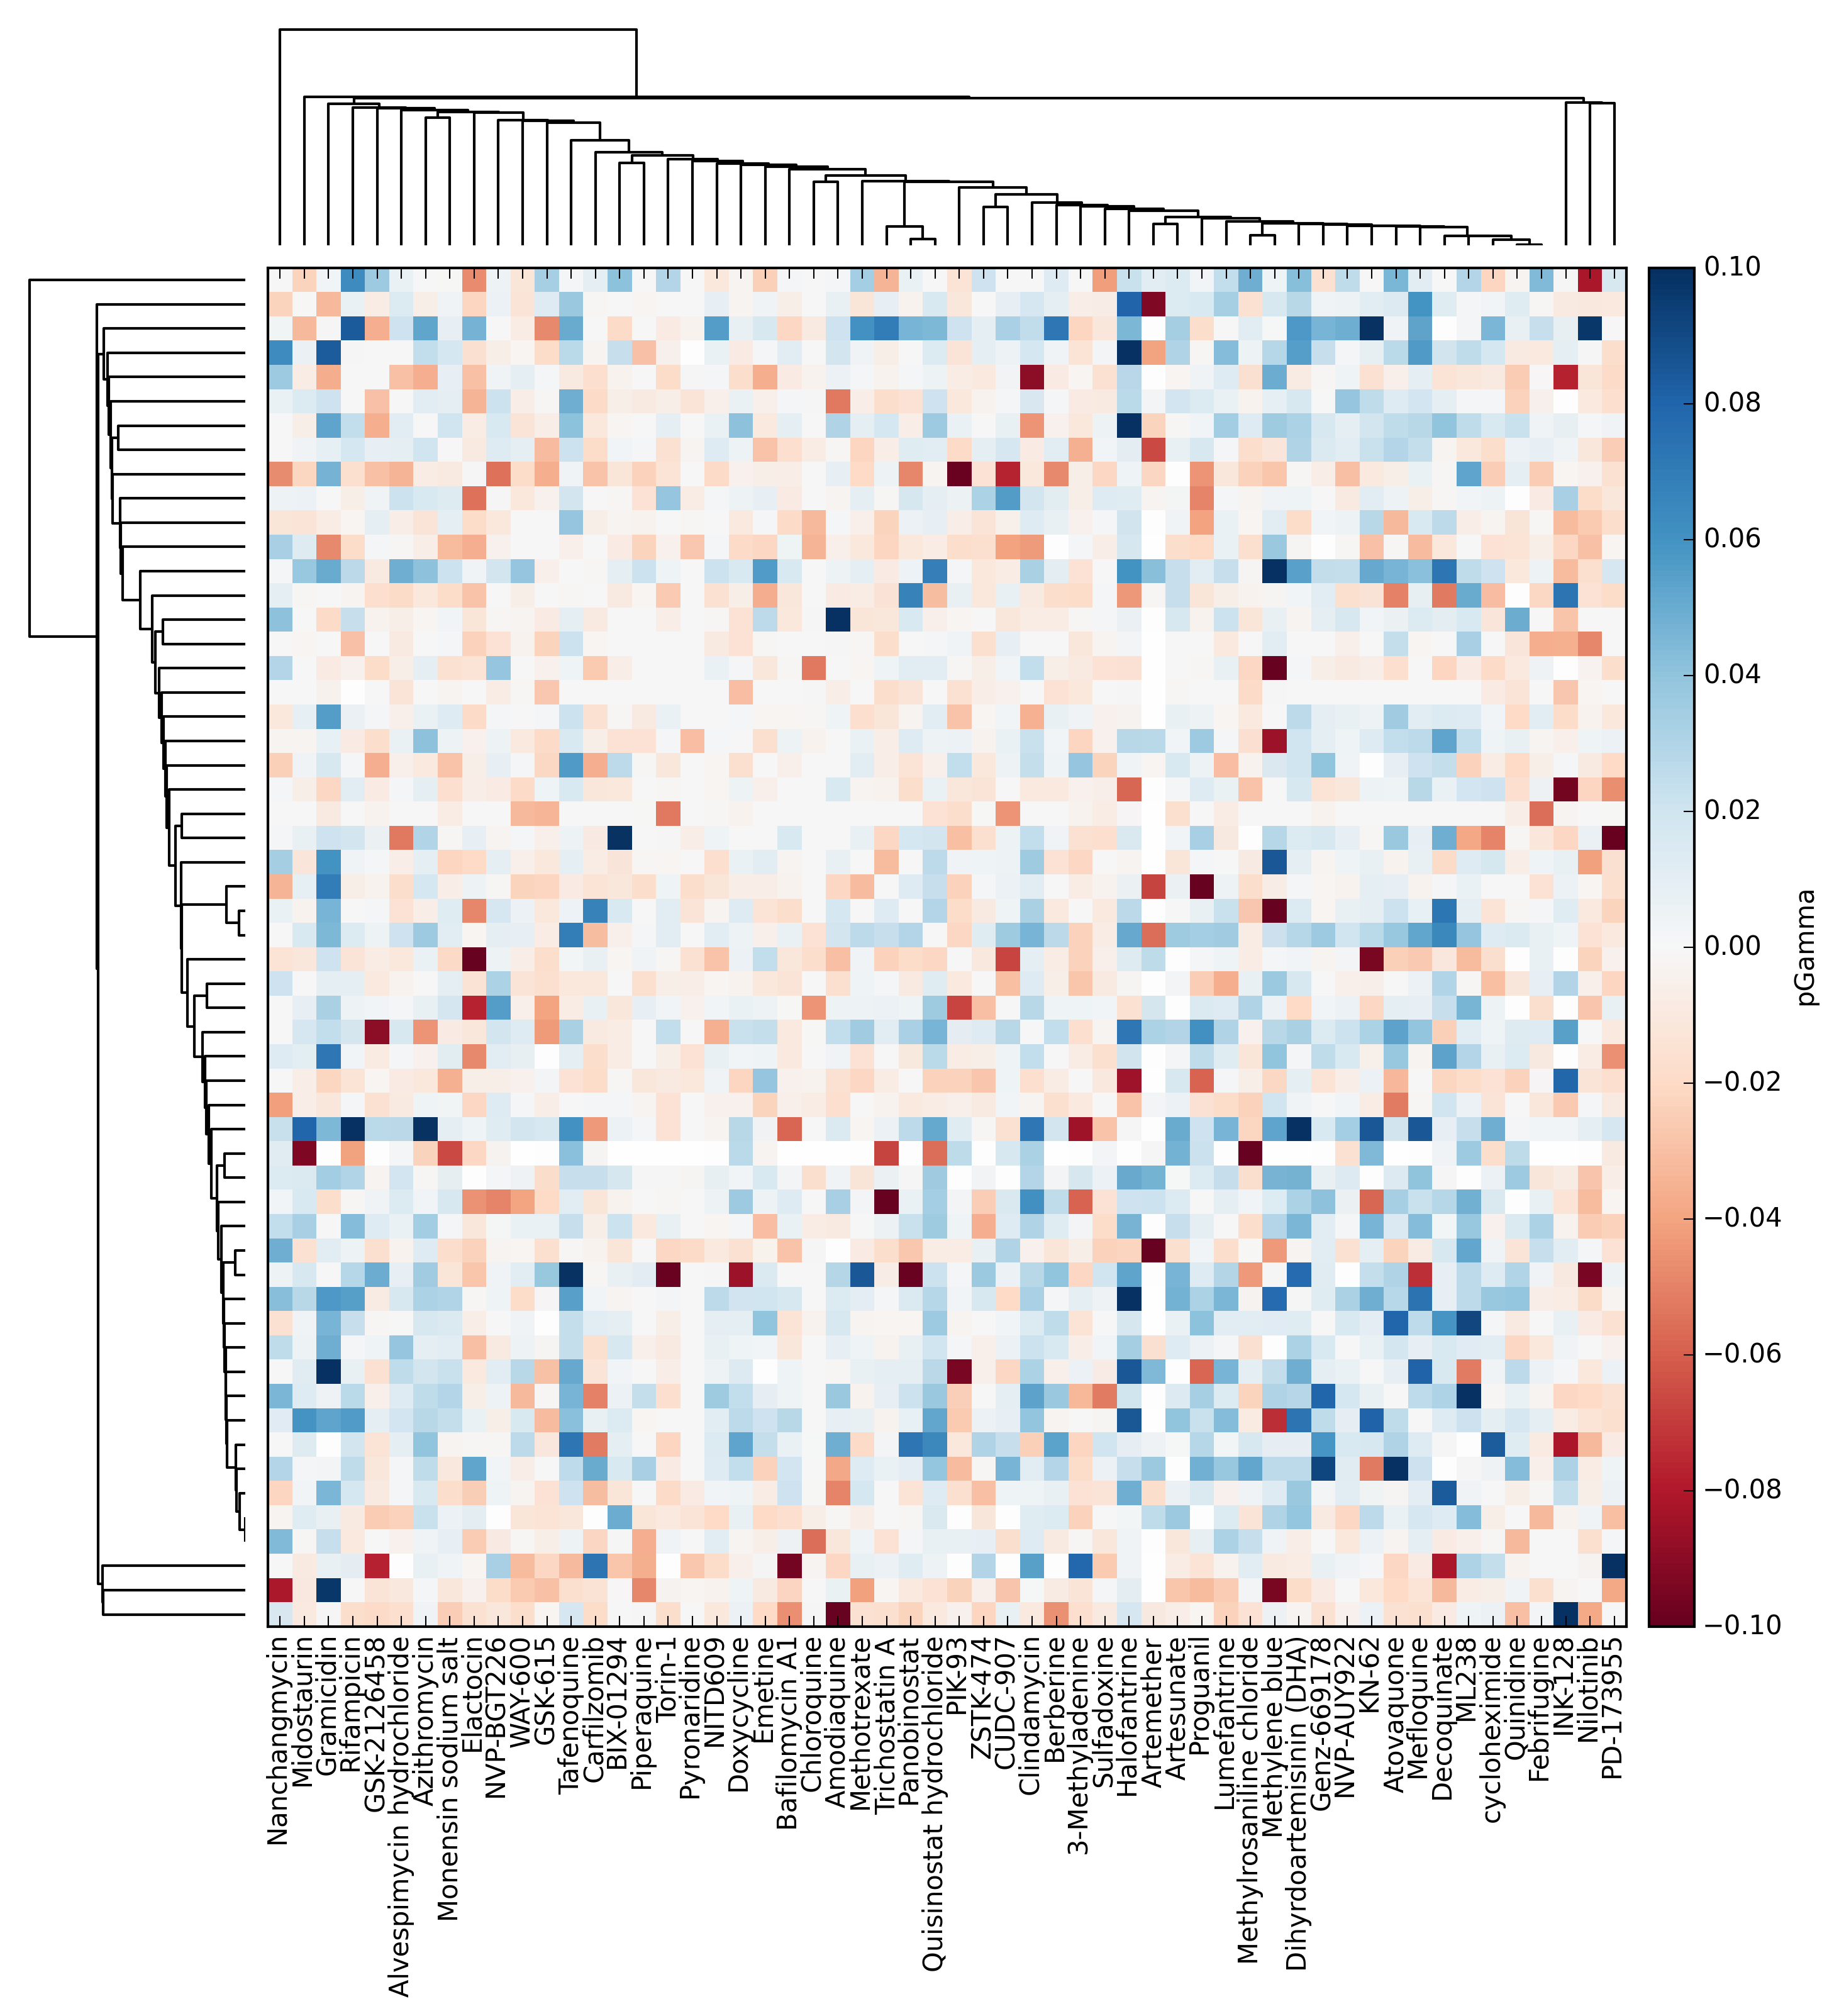 0.10
0.08
0.06
0.04
0.02
0.00
−0.02
−0.04
−0.06
−0.08
−0.10
pGamma
Nanchangmycin
Midostaurin
Gramicidin
Rifampicin
GSK-2126458
Alvespimycin hydrochloride
Azithromycin
Monensin sodium salt
Elactocin
NVP-BGT226
WAY-600
GSK-615
Tafenoquine
Carfilzomib
BIX-01294
Piperaquine
Torin-1
Pyronaridine
NITD609
Doxycycline
Emetine
Bafilomycin A1
Chloroquine
Amodiaquine
Methotrexate
Trichostatin A
Panobinostat
Quisinostat hydrochloride
PIK-93
ZSTK-474
CUDC-907
Clindamycin
Berberine
3-Methyladenine
Sulfadoxine
Halofantrine
Artemether
Artesunate
Proguanil
Lumefantrine
Methylrosaniline chloride
Methylene blue
Dihyrdoartemisinin (DHA)
Genz-669178
NVP-AUY922
KN-62
Atovaquone
Mefloquine
Decoquinate
ML238
cycloheximide
Quinidine
Febrifugine
INK-128
Nilotinib
PD-173955